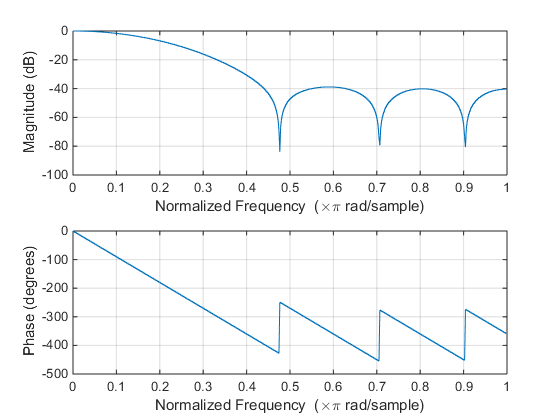 0
-20
-40
-60
-80
-100
Magnitude (dB)
0 0.1 0.2 0.3 0.4 0.5 0.6 0.7 0.8 0.9 1
Normalized Frequency (×π rad/sample)
0
-100
-200
-300
-400
-500
Phase (degrees)
0 0.1 0.2 0.3 0.4 0.5 0.6 0.7 0.8 0.9 1
Normalized Frequency (×π rad/sample)